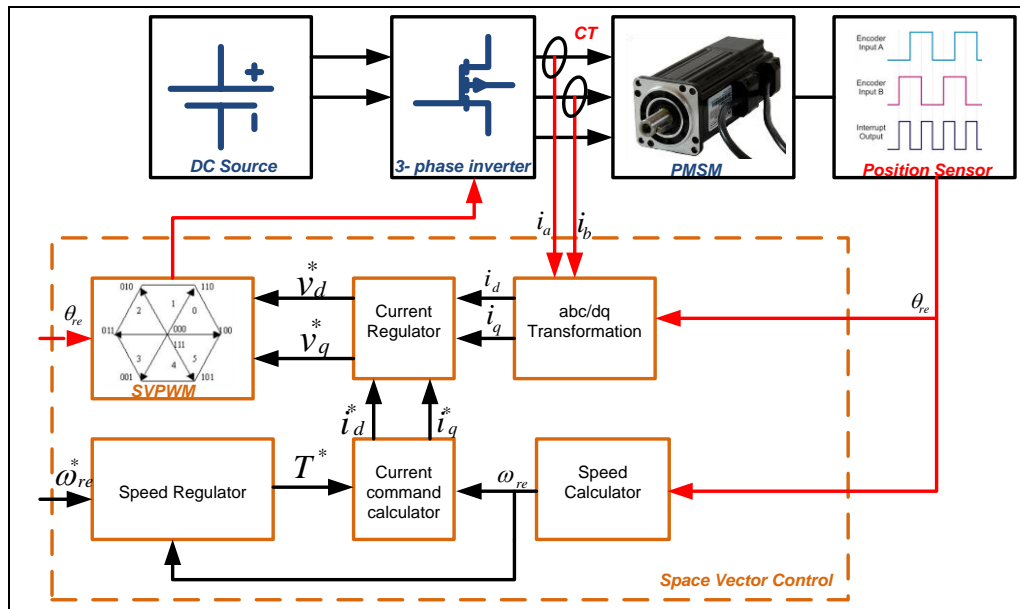 CT
Encoder
Input A
Encoder
Input B
Interrupt
Output
DC Source
3- phase inverter
PMSM
Position Sensor
i_a
i_b
θ_re
010
110
2
1
0
011
000
100
111
3
4
5
001
101
SVPWM
v*_d
v*_q
Current
Regulator
i_d
i_q
abc/dq
Transformation
θ_re
i*_d
i*_q
ω*_re
Speed Regulator
T*
Current
command
calculator
ω_re
Speed
Calculator
Space Vector Control